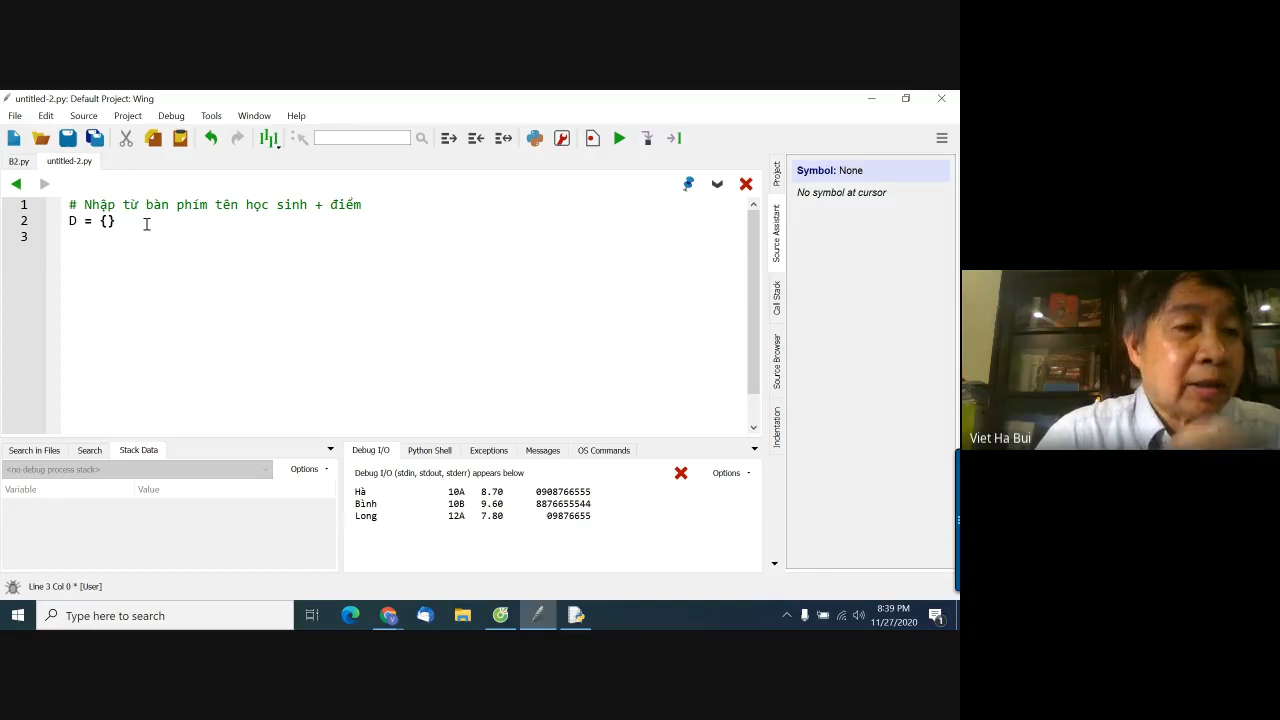 untitled-2.py: Default Project: Wing
File Edit Source Project Debug Tools Window Help
B2.py untitled-2.py
1 # Nhập từ bàn phím tên học sinh + điểm
2 D = {}
3
Project
Source Assistant
Call Stack
Source Browser
Indentation
Symbol: None
No symbol at cursor
Search in Files Search Stack Data
<no debug process stack> Options
Variable Value
Debug I/O Python Shell Exceptions Messages OS Commands
Debug I/O (stdin, stdout, stderr) appears below Options
Hà 10A 8.70 0908766555
Bình 10B 9.60 8876655544
Long 12A 7.80 09876655
Line 3 Col 0 * [User]
Type here to search
8:39 PM
11/27/2020
1
Viet Ha Bui